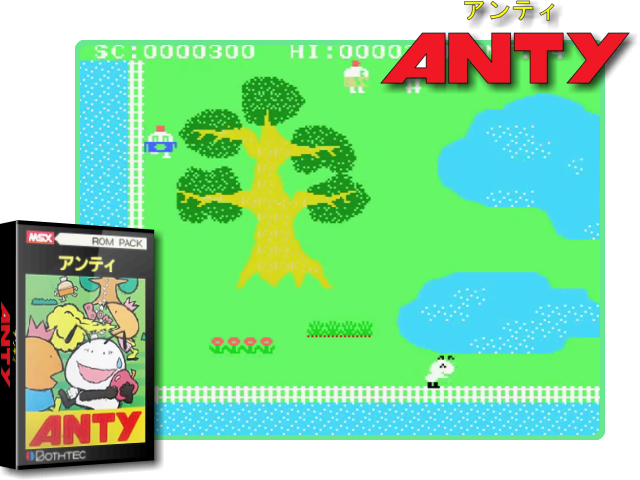 アンティ
ANTY
SC:0000300 HI:0000
MSX ROM PACK
アンティ
ANTY
BOTHTEC
ANTY